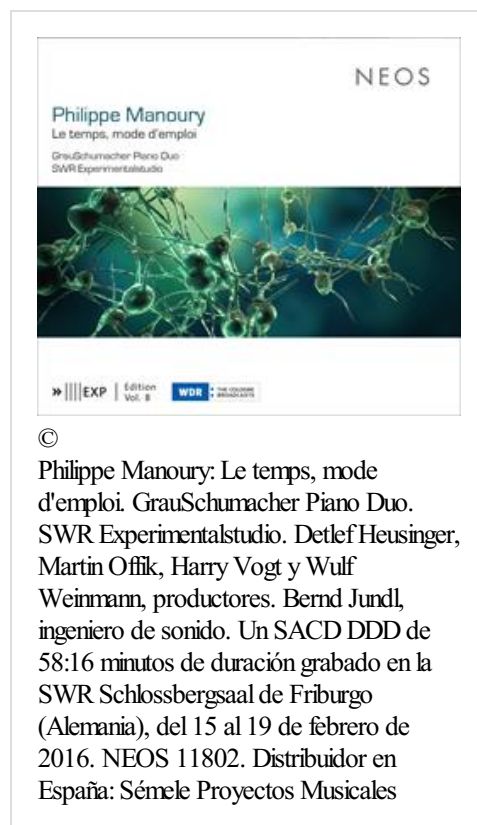 NEOS
Philippe Manoury
Le temps, mode d'emploi
GrauSchumacher Piano Duo
SWR Experimentalstudio
EXP Edition
Vol. 8
WDR THE COLOGNE
BROADCASTS
©
Philippe Manoury: Le temps, mode
d'emploi. GrauSchumacher Piano Duo.
SWR Experimentalstudio. Detlef Heusinger,
Martin Offik, Harry Vogt y Wulf
Weinmann, productores. Bernd Jundl,
ingeniero de sonido. Un SACD DDD de
58:16 minutos de duración grabado en la
SWR Schlossbergsaal de Friburgo
(Alemania), del 15 al 19 de febrero de
2016. NEOS 11802. Distribuidor en
España: Sémele Proyectos Musicales